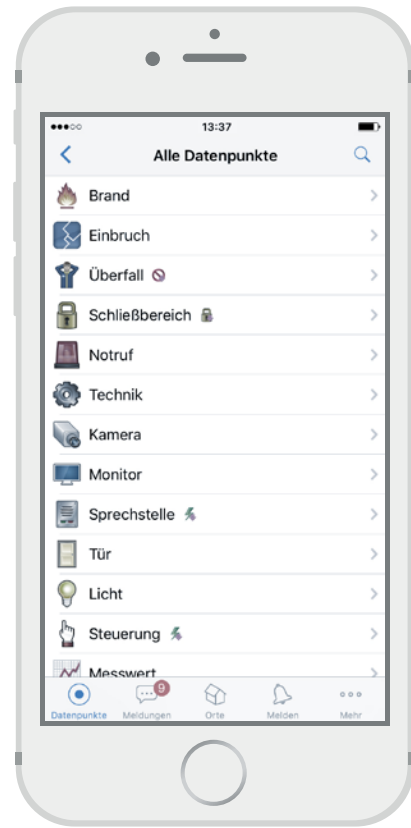 13:37
Alle Datenpunkte
Brand
Einbruch
Überfall
Schließbereich
Notruf
Technik
Kamera
Monitor
Sprechstelle
Tür
Licht
Steuerung
Messwert
9
Datenpunkte Meldungen Orte Melden Mehr